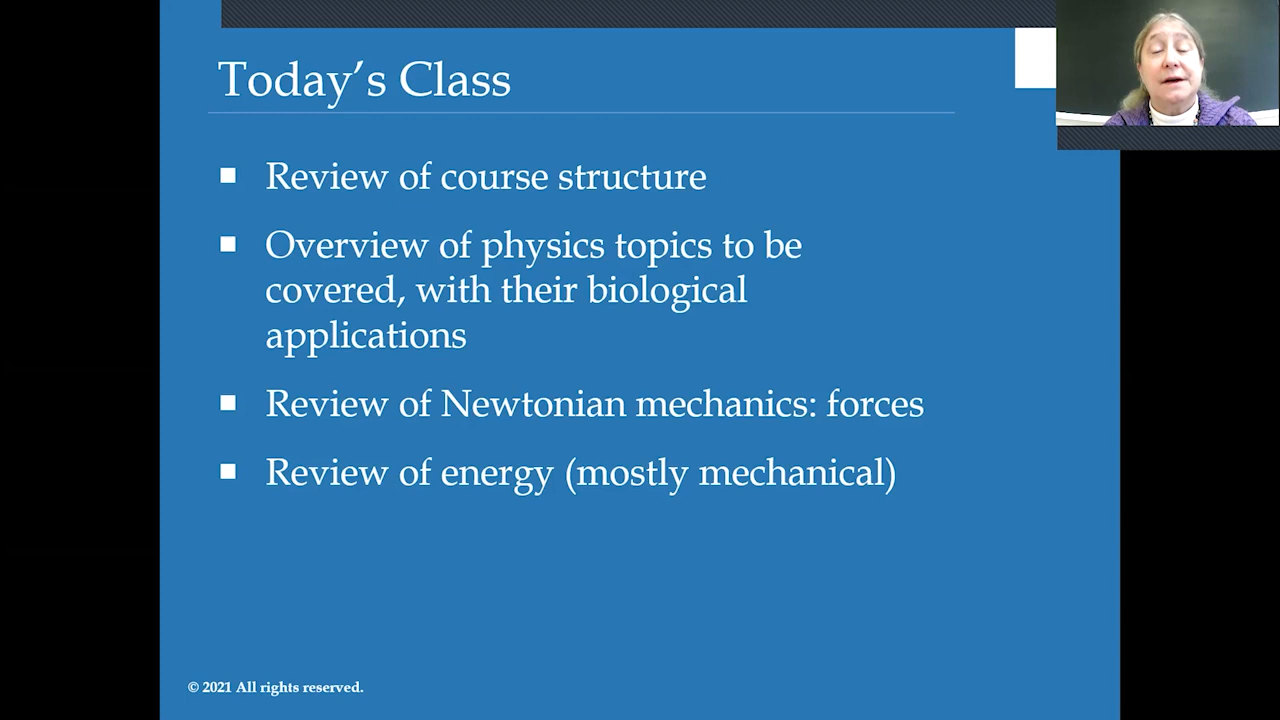 Today’s Class
■ Review of course structure
■ Overview of physics topics to be
covered, with their biological
applications
■ Review of Newtonian mechanics: forces
■ Review of energy (mostly mechanical)
© 2021 All rights reserved.